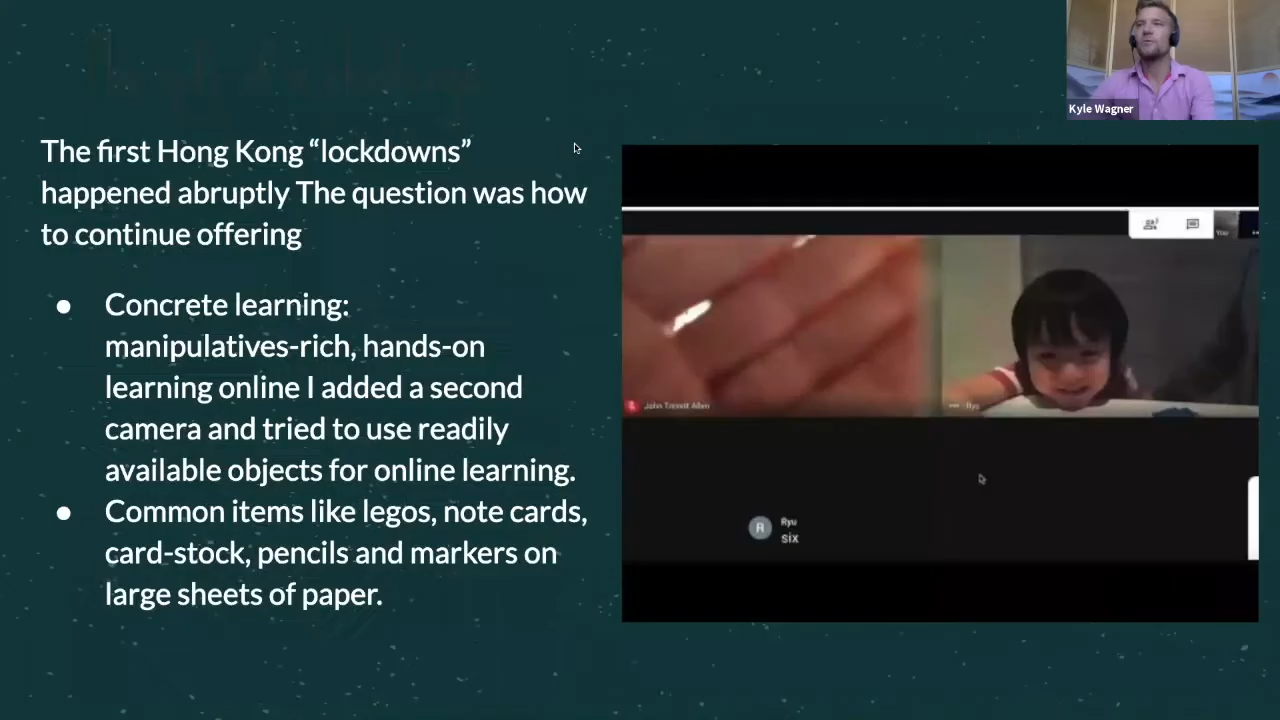 Kyle Wagner
The first Hong Kong “lockdowns”
happened abruptly The question was how
to continue offering
● Concrete learning:
manipulatives-rich, hands-on
learning online I added a second
camera and tried to use readily
available objects for online learning.
● Common items like legos, note cards,
card-stock, pencils and markers on
large sheets of paper.
You
Ryu
R
Ryu
six